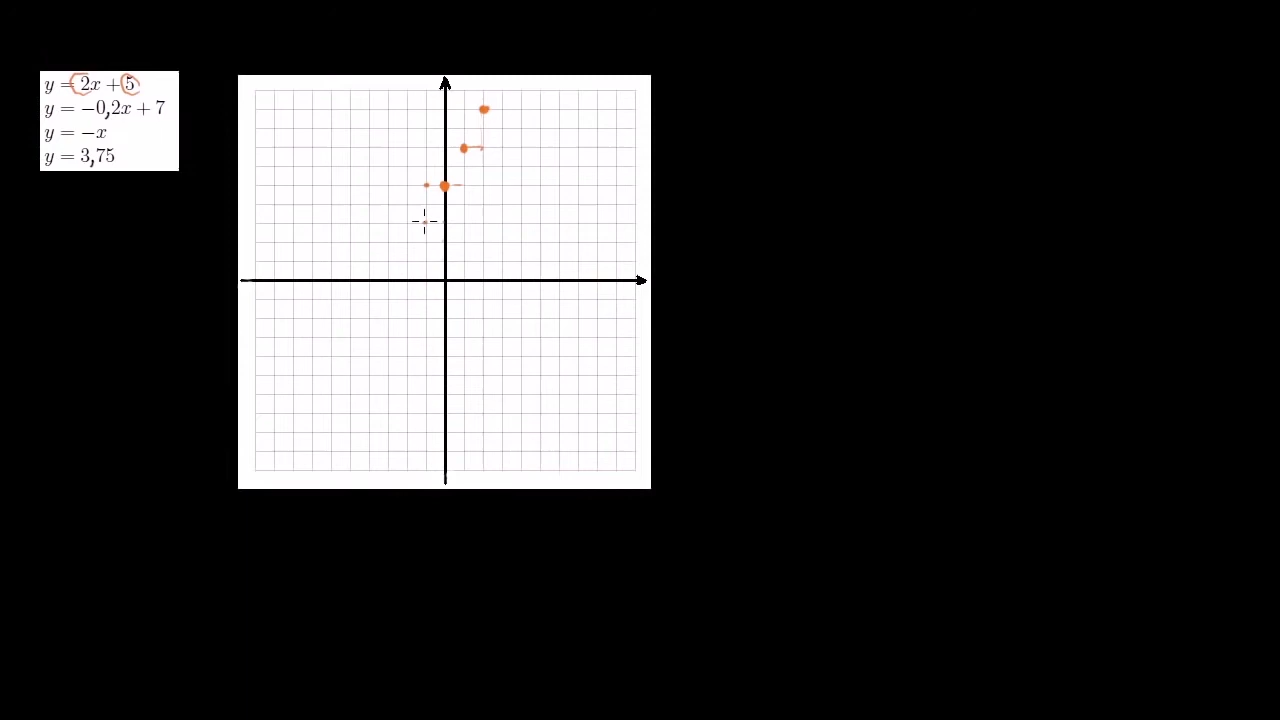 y = 2x + 5
y = −0,2x + 7
y = −x
y = 3,75